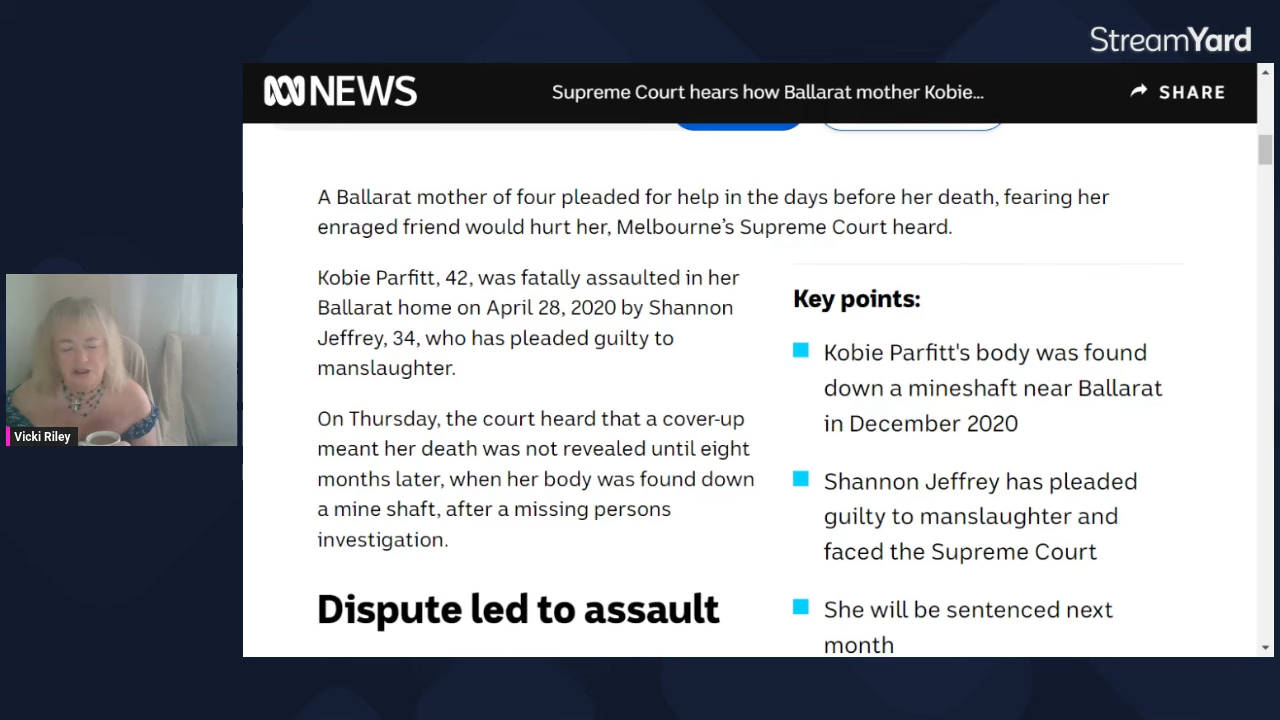 StreamYard
NEWS
Supreme Court hears how Ballarat mother Kobie...
SHARE
A Ballarat mother of four pleaded for help in the days before her death, fearing her
enraged friend would hurt her, Melbourne’s Supreme Court heard.
Kobie Parfitt, 42, was fatally assaulted in her
Ballarat home on April 28, 2020 by Shannon
Jeffrey, 34, who has pleaded guilty to
manslaughter.
On Thursday, the court heard that a cover-up
meant her death was not revealed until eight
months later, when her body was found down
a mine shaft, after a missing persons
investigation.
Dispute led to assault
Key points:
Kobie Parfitt's body was found
down a mineshaft near Ballarat
in December 2020
Shannon Jeffrey has pleaded
guilty to manslaughter and
faced the Supreme Court
She will be sentenced next
month
Vicki Riley